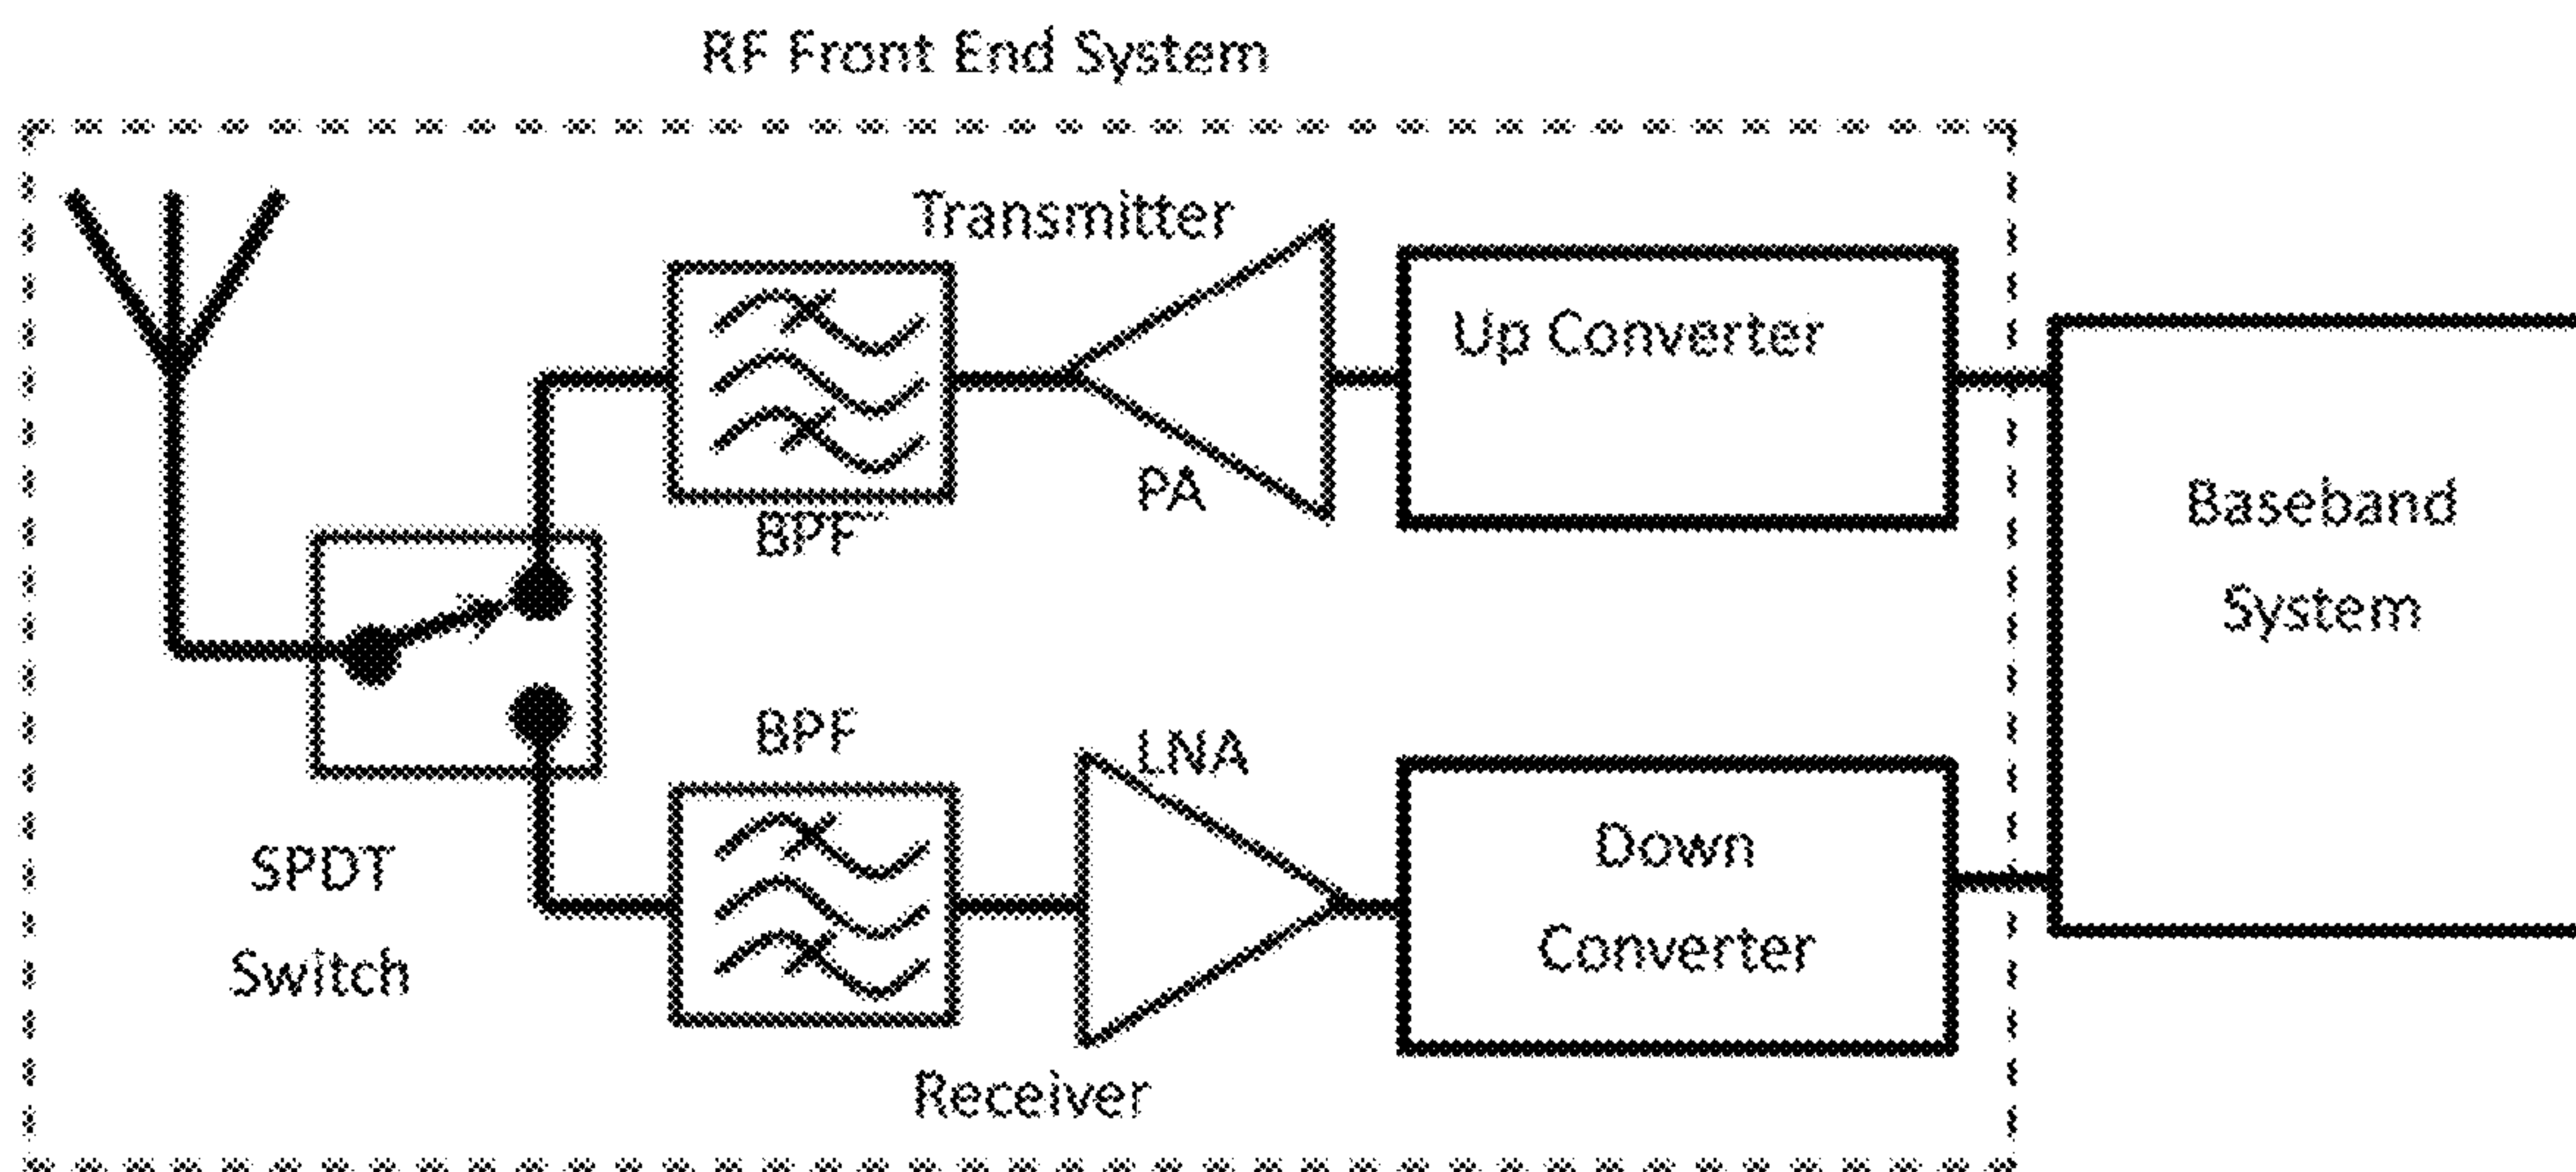 RF Front End System
Transmitter
Up Converter
PA
BPF
Baseband
System
BPF
LNA
SPDT
Switch
Down
Converter
Receiver